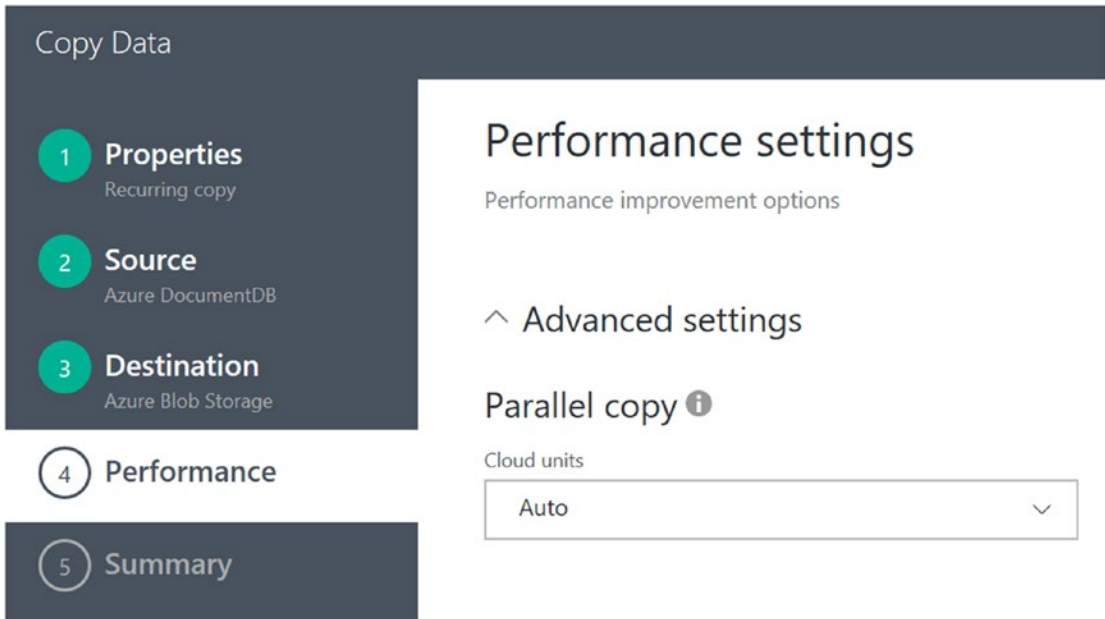 Copy Data
1 Properties
Recurring copy
2 Source
Azure DocumentDB
3 Destination
Azure Blob Storage
4 Performance
5 Summary
Performance settings
Performance improvement options
Advanced settings
Parallel copy
Cloud units
Auto